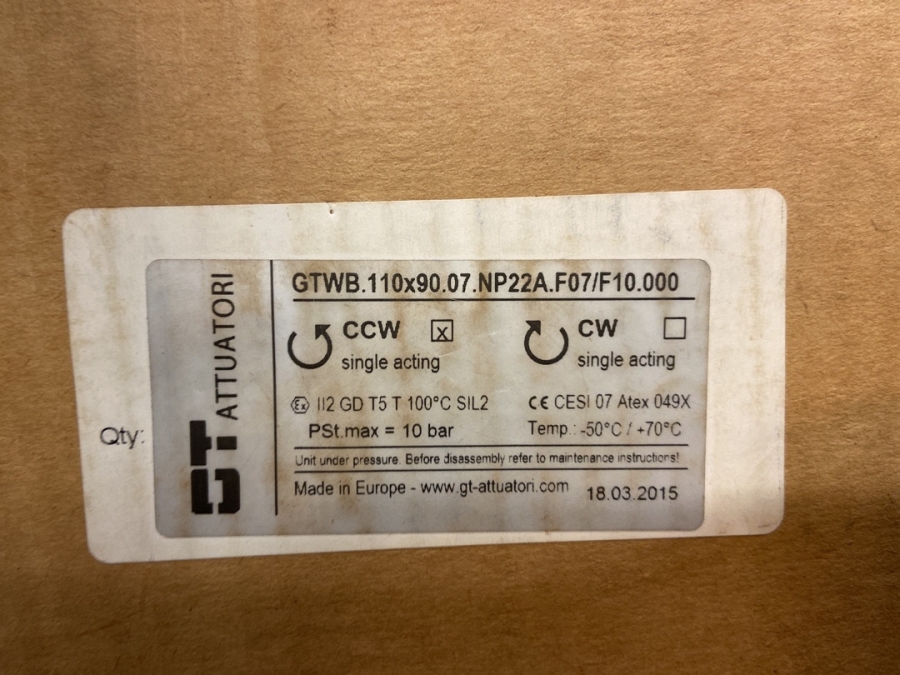 GTWB.110x90.07.NP22A.F07/F10.000
CCW x CW
single acting single acting
Ex II2 GD T5 T 100°C SIL2 CE CESI 07 Atex 049X
PSt.max = 10 bar Temp.: -50°C / +70°C
Unit under pressure. Before disassembly refer to maintenance instructions!
Made in Europe - www.gt-attuatori.com 18.03.2015
GT ATTUATORI
Qty: